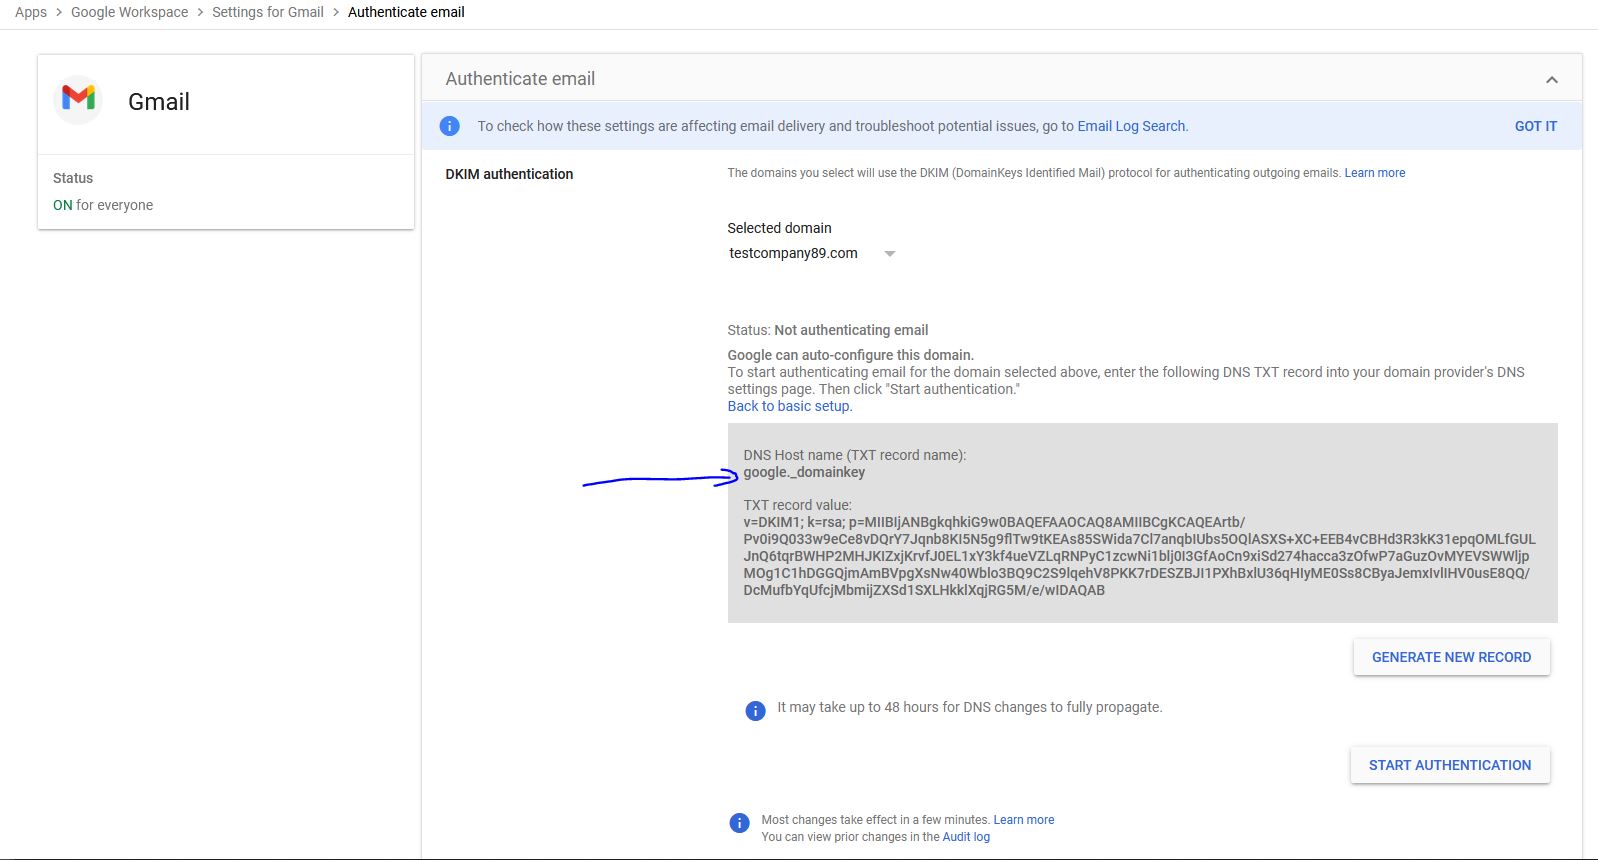 Apps > Google Workspace > Settings for Gmail > Authenticate email
Gmail
Status
ON for everyone
Authenticate email
To check how these settings are affecting email delivery and troubleshoot potential issues, go to Email Log Search.
GOT IT
DKIM authentication
The domains you select will use the DKIM (DomainKeys Identified Mail) protocol for authenticating outgoing emails. Learn more
Selected domain
testcompany89.com
Status: Not authenticating email
Google can auto-configure this domain.
To start authenticating email for the domain selected above, enter the following DNS TXT record into your domain provider's DNS
settings page. Then click "Start authentication."
Back to basic setup.
DNS Host name (TXT record name):
google._domainkey
TXT record value:
v=DKIM1; k=rsa; p=MIIBIjANBgkqhkiG9w0BAQEFAAOCAQ8AMIIBCgKCAQEArtb/
Pv0i9Q033w9eCe8vDQrY7Jqnb8KI5N5g9flTw9tKEAs85SWida7Cl7anqbIUbs5OQlASXS+XC+EEB4vCBHd3R3kK31epqOMLfGUL
JnQ6tqrBWHP2MHJKIZxjKrvfJ0EL1xY3kf4ueVZLqRNPyC1zcwNi1blj0I3GfAoCn9xiSd274hacca3zOfwP7aGuzOvMYEVSWWljp
MOg1C1hDGGQjmAmBVpgXsNw40Wblo3BQ9C2S9lqehV8PKK7rDESZBJI1PXhBxlU36qHIyME0Ss8CByaJemxIvlIHV0usE8QQ/
DcMufbYqUfcjMbmijZXSd1SXLHkklXqjRG5M/e/wIDAQAB
GENERATE NEW RECORD
It may take up to 48 hours for DNS changes to fully propagate.
START AUTHENTICATION
Most changes take effect in a few minutes. Learn more
You can view prior changes in the Audit log